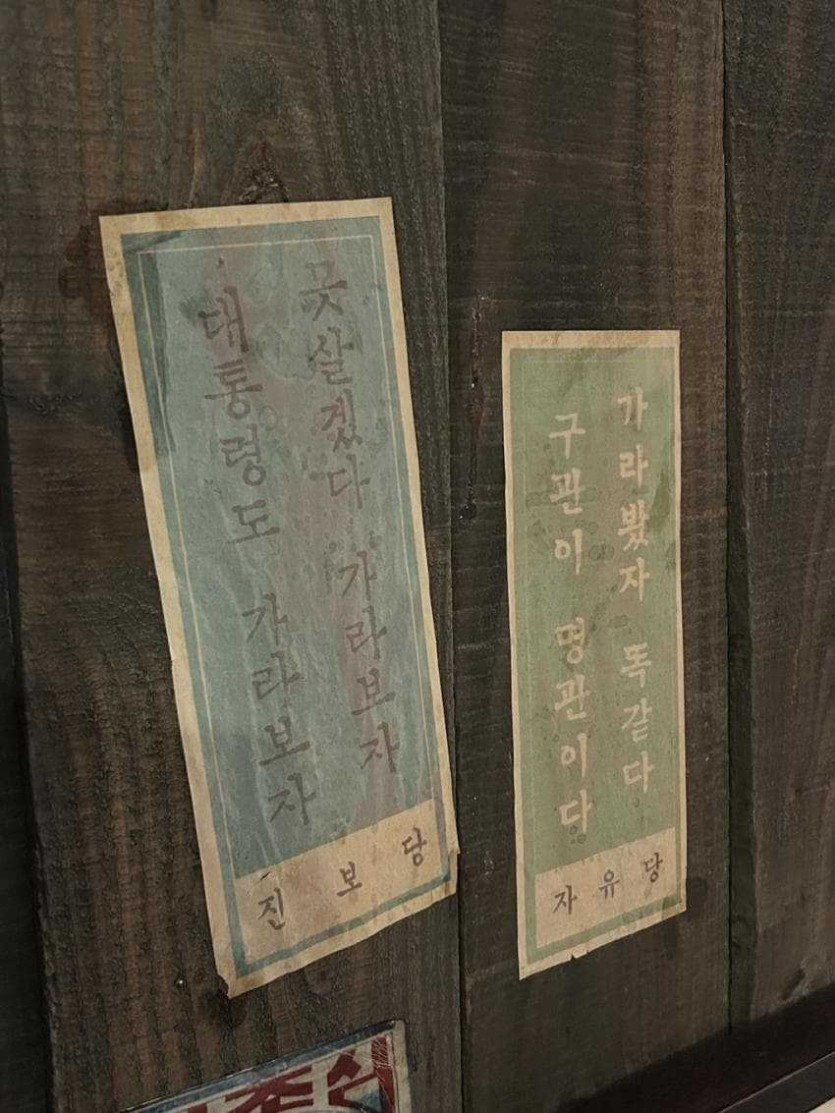 못살겠다 가라보자
대통령도 가라보자
진보당
가라봤자 똑같다
구관이 명관이다
자유당